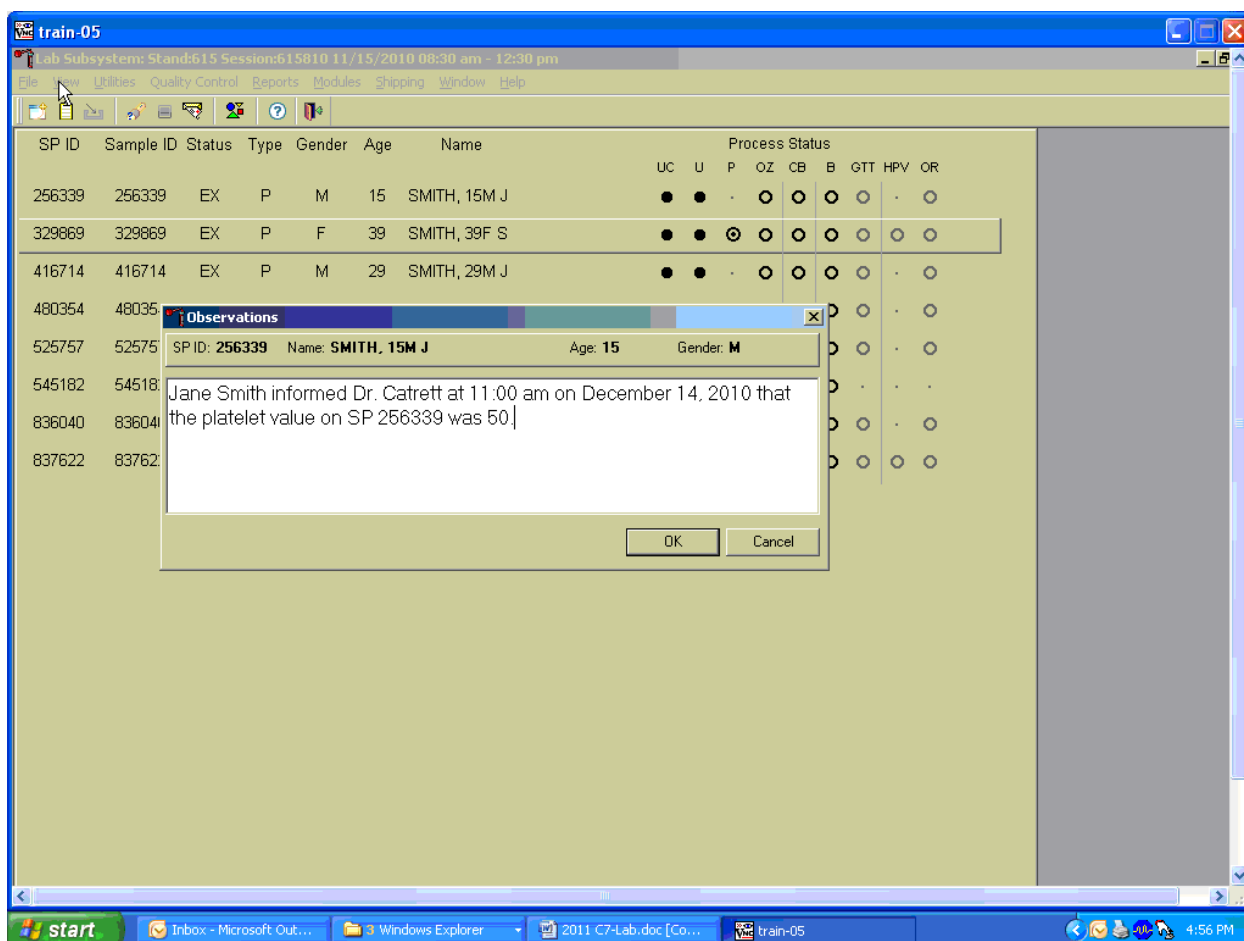 train-05
Lab Subsystem: Stand:615 Session:615810 11/15/2010 08:30 am - 12:30 pm
File View Utilities Quality Control Reports Modules Shipping Window Help
SP ID Sample ID Status Type Gender Age Name Process Status
UC U P OZ CB B GTT HPV OR
256339 256339 EX P M 15 SMITH, 15M J
329869 329869 EX P F 39 SMITH, 39F S
416714 416714 EX P M 29 SMITH, 29M J
480354 48035
525757 52575
545182 54518
836040 83604
837622 83762
Observations
SP ID: 256339 Name: SMITH, 15M J Age: 15 Gender: M
Jane Smith informed Dr. Catrett at 11:00 am on December 14, 2010 that
the platelet value on SP 256339 was 50.
OK Cancel
start Inbox - Microsoft Out... 3 Windows Explorer 2011 C7-Lab.doc [Co... train-05 4:56 PM